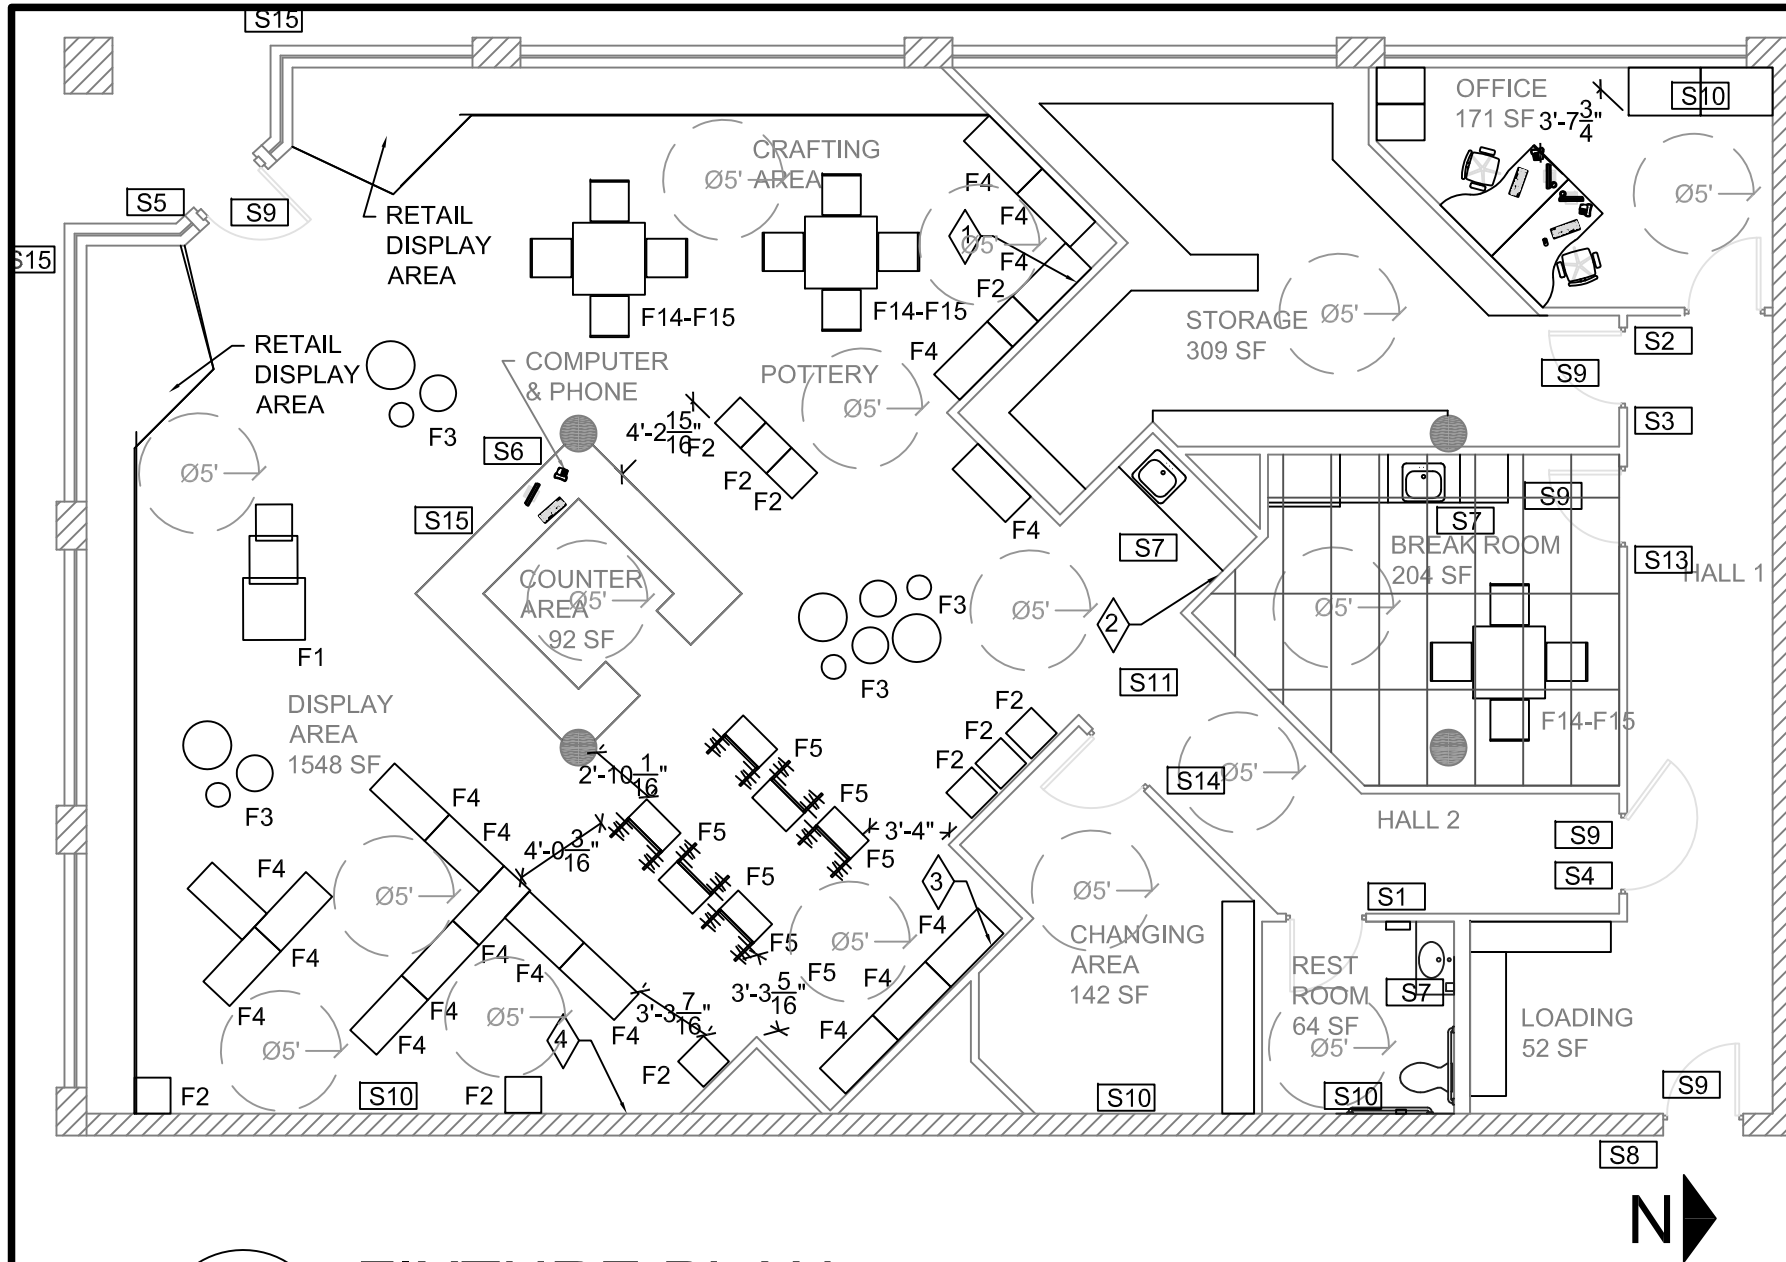 S15
OFFICE
171 SF
3'-7 3/4"
S10
CRAFTING
AREA
Ø5'
Ø5'
F4
F4
S5
S9
RETAIL
DISPLAY
AREA
1
Ø5'
F4
F2
S15
F14-F15
F14-F15
STORAGE
309 SF
Ø5'
S2
RETAIL
DISPLAY
AREA
COMPUTER
& PHONE
POTTERY
F4
S9
Ø5'
F3
S6
4'-2 15/16"
F2
S3
Ø5'
F2
F2
S9
S15
F4
S7
S7
BREAK ROOM
204 SF
S13
HALL 1
COUNTER
AREA
92 SF
Ø5'
F3
Ø5'
2
Ø5'
F1
F3
S11
DISPLAY
AREA
1548 SF
F2
F2
F2
F14-F15
F5
F5
2'-10 1/16"
S14
Ø5'
F3
F4
F4
F5
F5
3'-4"
HALL 2
S9
4'-0 3/16"
F5
F5
F4
Ø5'
3
S4
Ø5'
S1
F4
F4
F4
F5
F5
Ø5'
F4
CHANGING
AREA
142 SF
REST
ROOM
64 SF
S7
F4
F4
F4
Ø5'
3'-3 7/16"
3'-3 5/16"
F4
F4
LOADING
52 SF
Ø5'
4
F2
Ø5'
F2
S10
F2
S10
S10
S9
S8
N
FIXTURE PLAN